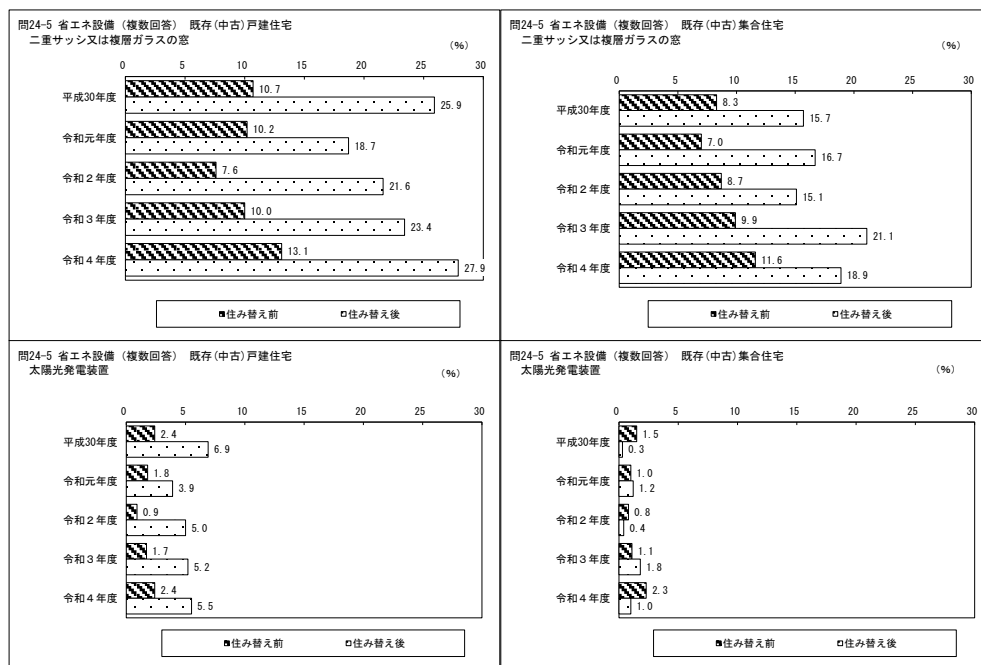 問24-5 省エネ設備（複数回答） 既存(中古)戸建住宅
二重サッシ又は複層ガラスの窓
(%)
0 5 10 15 20 25 30
平成30年度 10.7 25.9
令和元年度 10.2 18.7
令和２年度 7.6 21.6
令和３年度 10.0 23.4
令和４年度 13.1 27.9
住み替え前 住み替え後
問24-5 省エネ設備（複数回答） 既存(中古)集合住宅
二重サッシ又は複層ガラスの窓
(%)
0 5 10 15 20 25 30
平成30年度 8.3 15.7
令和元年度 7.0 16.7
令和２年度 8.7 15.1
令和３年度 9.9 21.1
令和４年度 11.6 18.9
住み替え前 住み替え後
問24-5 省エネ設備（複数回答） 既存(中古)戸建住宅
太陽光発電装置
(%)
0 5 10 15 20 25 30
平成30年度 2.4 6.9
令和元年度 1.8 3.9
令和２年度 0.9 5.0
令和３年度 1.7 5.2
令和４年度 2.4 5.5
住み替え前 住み替え後
問24-5 省エネ設備（複数回答） 既存(中古)集合住宅
太陽光発電装置
(%)
0 5 10 15 20 25 30
平成30年度 1.5 0.3
令和元年度 1.0 1.2
令和２年度 0.8 0.4
令和３年度 1.1 1.8
令和４年度 2.3 1.0
住み替え前 住み替え後